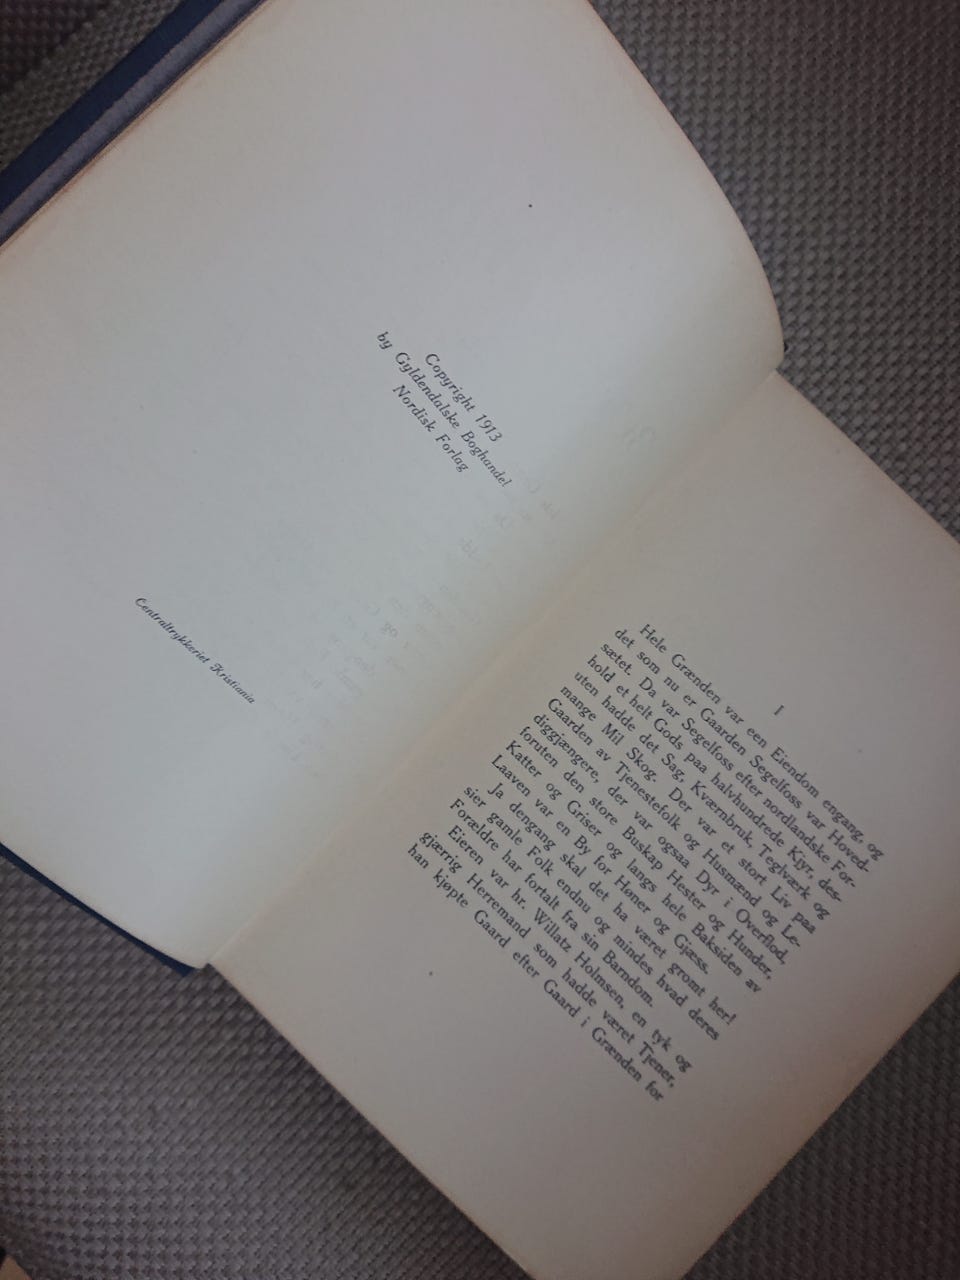 Copyright 1913
by Gyldendalske Boghandel
Nordisk Forlag
Centraltrykkeriet Kristiania
I
Hele Grænden var en Eiendom engang, og
det som nu er Gaarden Segelfoss var Hoved-
sætet. Da var Segelfoss efter nordlandske For-
hold et helt Gods paa halvhundrede Kjyr, des-
uten hadde det Sag, Kværnbruk, Teglværk og
mange Mil Skog. Der var et stort Liv paa
Gaarden av Tjenestefolk og Husmænd og Le-
diggjængere, der var ogsaa Dyr i Overflod,
foruten den store Buskap Hester og Hunder,
Katter og Griser og langs hele Baksiden av
Laaven var en By for Høner og Gjæss.
Ja dengang skal det ha været gromt her!
sier gamle Folk endnu og mindes hvad deres
Forældre har fortalt fra sin Barndom.
Eieren var hr. Willatz Holmsen, en tyk og
gjærrig Herremand som hadde været Tjener,
han kjøpte Gaard efter Gaard i Grænden for